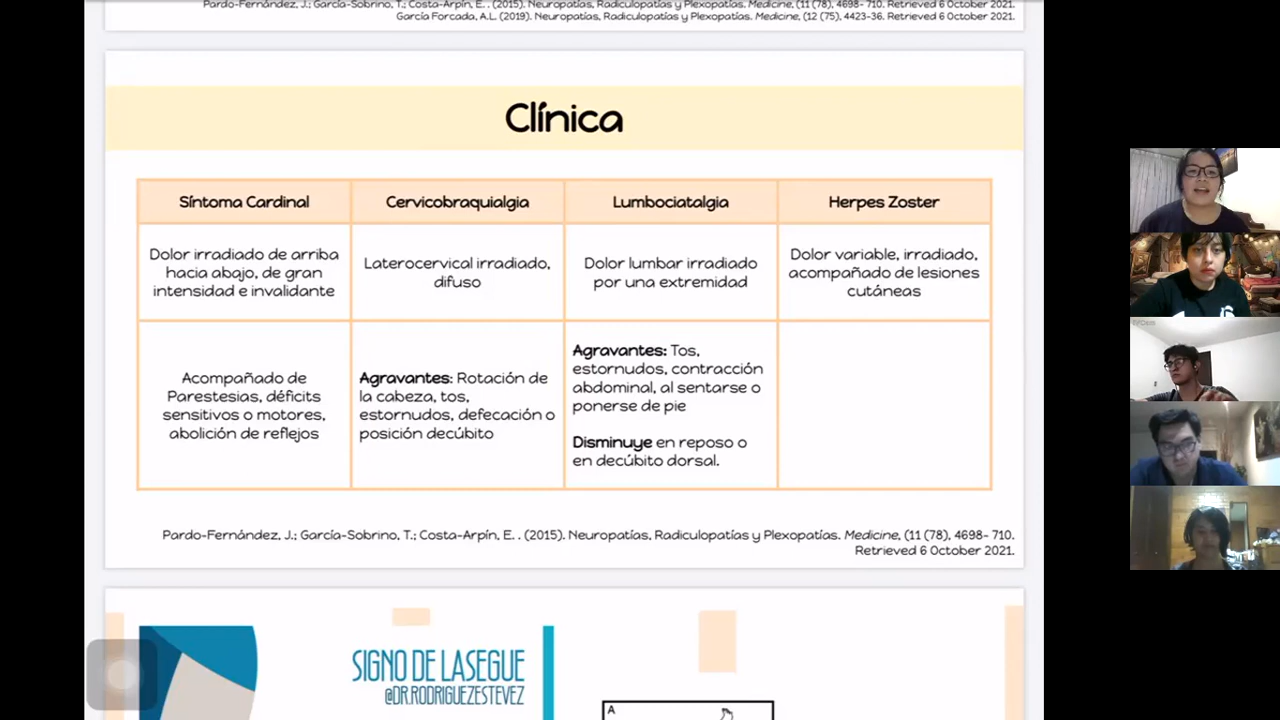 Pardo-Fernández, J.; García-Sobrino, T.; Costa-Arpín, E. . (2015). Neuropatías, Radiculopatías y Plexopatías. Medicine, (11 (78), 4698- 710. Retrieved 6 October 2021.
García Forcada, A.L. (2019). Neuropatías, Radiculopatías y Plexopatías. Medicine, (12 (75), 4423-36. Retrieved 6 October 2021.
Clínica
Síntoma Cardinal
Cervicobraquialgia
Lumbociatalgia
Herpes Zoster
Dolor irradiado de arriba
hacia abajo, de gran
intensidad e invalidante
Laterocervical irradiado,
difuso
Dolor lumbar irradiado
por una extremidad
Dolor variable, irradiado,
acompañado de lesiones
cutáneas
Acompañado de
Parestesias, déficits
sensitivos o motores,
abolición de reflejos
Agravantes: Rotación de
la cabeza, tos,
estornudos, defecación o
posición decúbito
Agravantes: Tos,
estornudos, contracción
abdominal, al sentarse o
ponerse de pie
Disminuye en reposo o
en decúbito dorsal.
Pardo-Fernández, J.; García-Sobrino, T.; Costa-Arpín, E. . (2015). Neuropatías, Radiculopatías y Plexopatías. Medicine, (11 (78), 4698- 710.
Retrieved 6 October 2021.
SIGNO DE LASEGUE
@DR.RODRIGUEZESTEVEZ
A